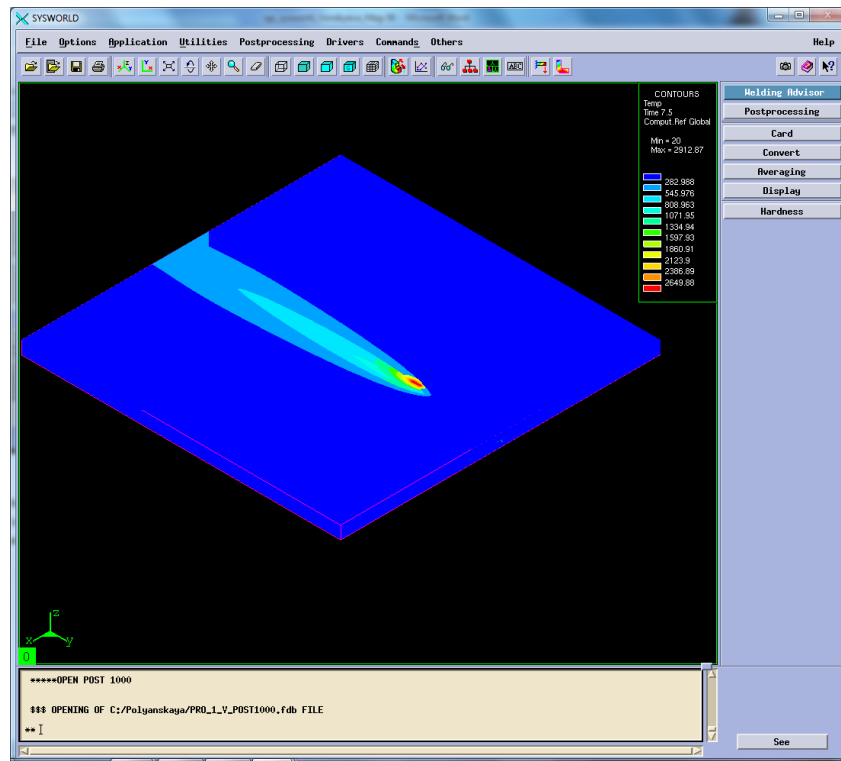 SYSWORLD
File Options Application Utilities Postprocessing Drivers Commands Others Help
CONTOURS
Temp
Time 7.5
Comput.Ref Global
Min = 20
Max = 2912.87
282.988
545.976
808.963
1071.95
1334.94
1597.93
1860.91
2123.9
2386.89
2649.88
Welding Advisor
Postprocessing
Card
Convert
Averaging
Display
Hardness
z
x
y
0
*****OPEN POST 1000
$$$ OPENING OF C:/Polyanskaya/PRO_1_V_POST1000.fdb FILE
**
See